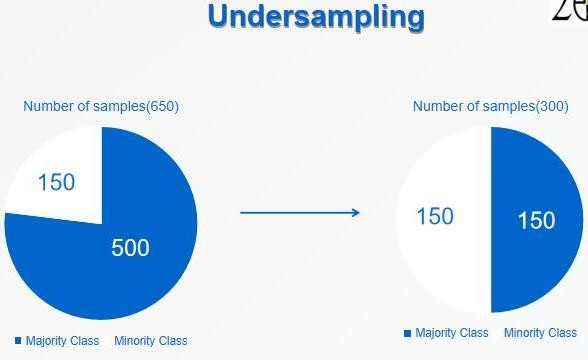 Undersampling
Number of samples(650)
150
500
Majority Class Minority Class
Number of samples(300)
150
150
Majority Class Minority Class